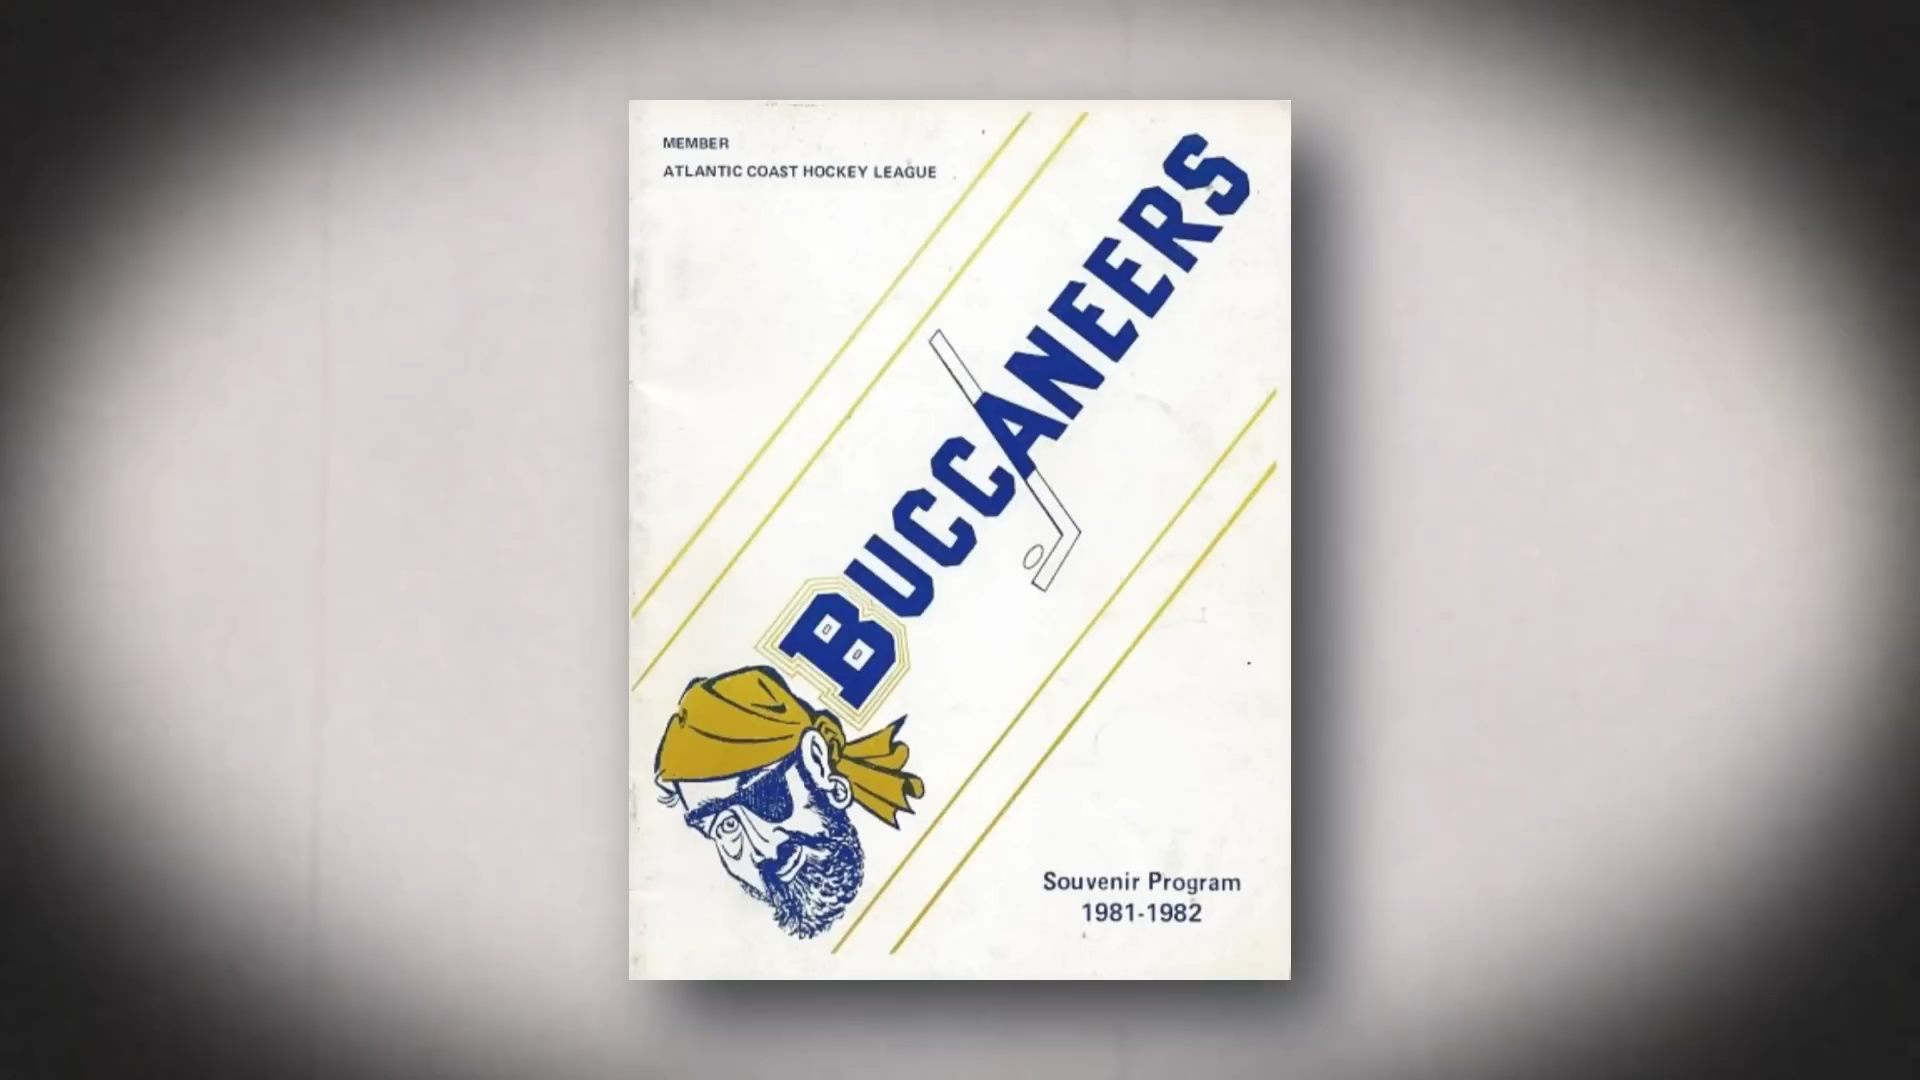 MEMBER
ATLANTIC COAST HOCKEY LEAGUE
BUCCANEERS
Souvenir Program
1981-1982